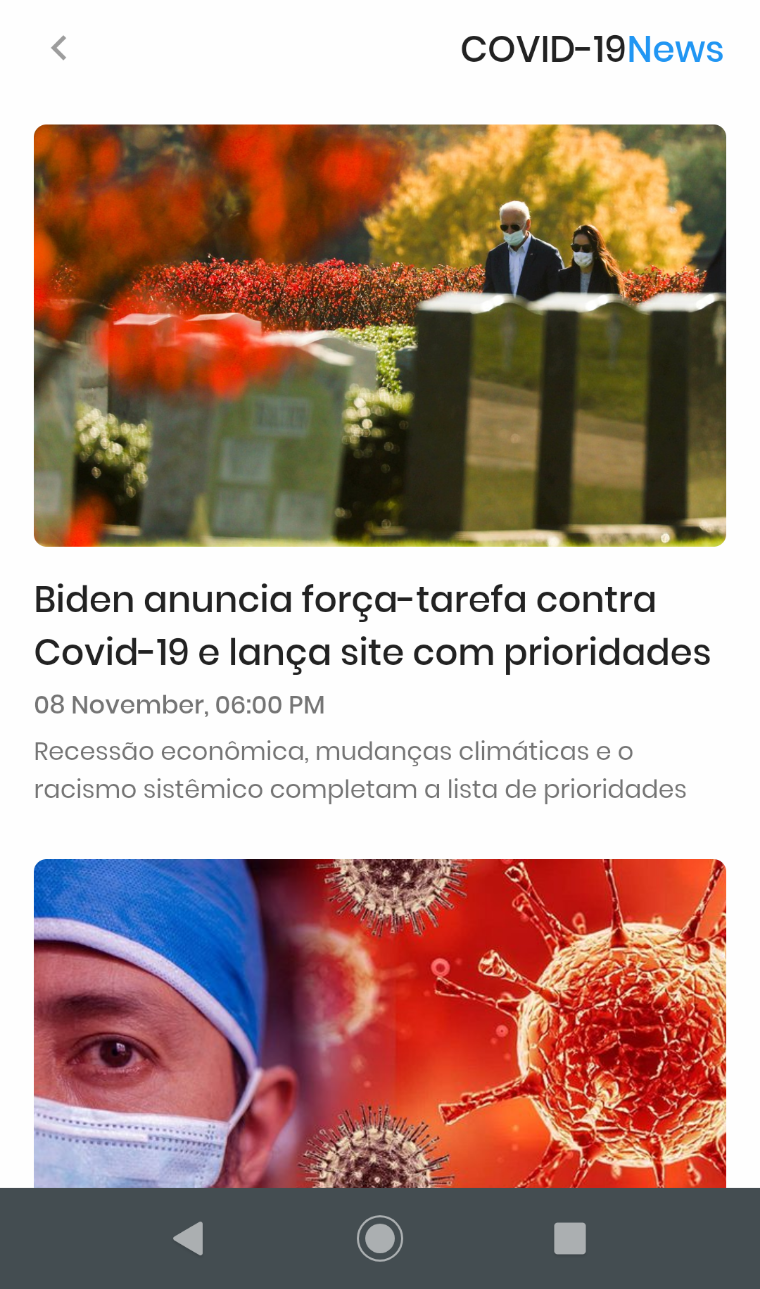 COVID-19News
Biden anuncia força-tarefa contra
Covid-19 e lança site com prioridades
08 November, 06:00 PM
Recessão econômica, mudanças climáticas e o
racismo sistêmico completam a lista de prioridades